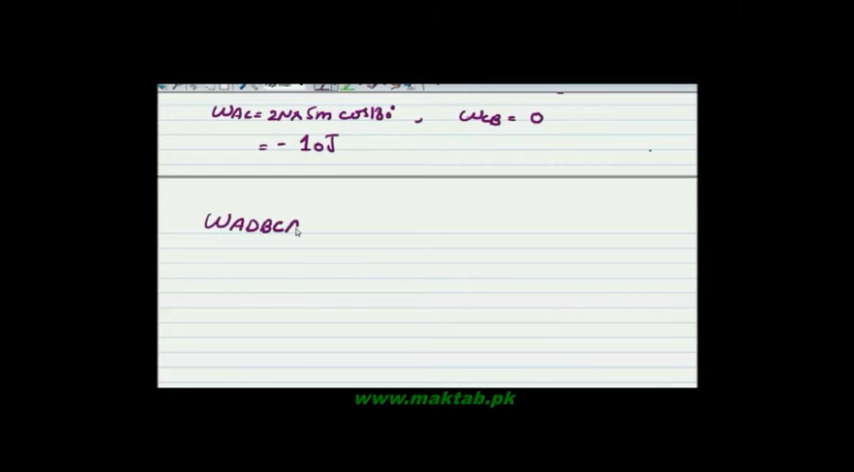 WAC = 2N x 5m cos180° , WCB = 0
= - 10J
WADBCA
www.maktab.pk